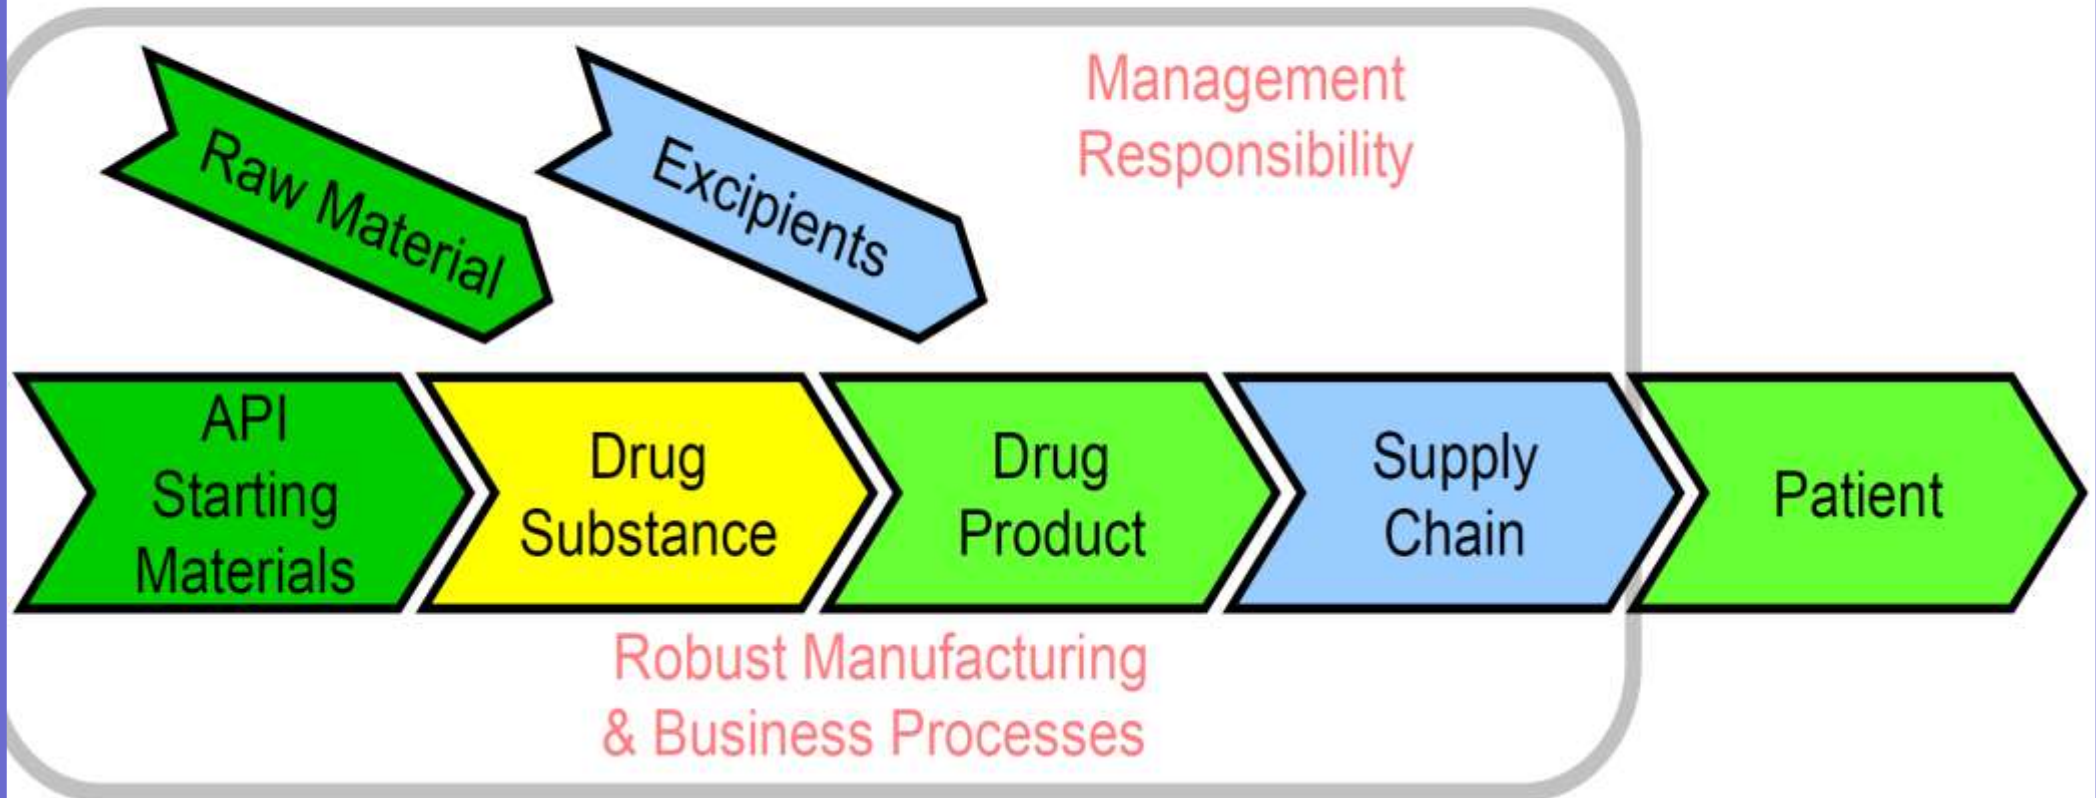 Raw Material
Excipients
Management
Responsibility
API
Starting
Materials
Drug
Substance
Drug
Product
Supply
Chain
Patient
Robust Manufacturing
& Business Processes